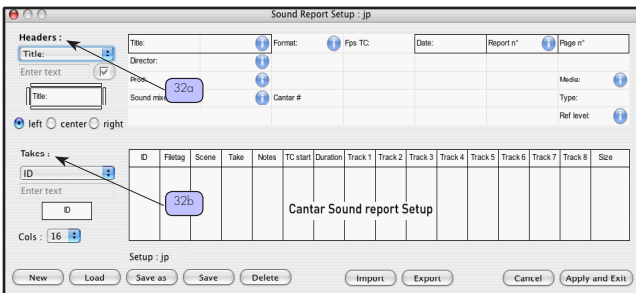 Sound Report Setup : jp
Headers :
Title:
Enter text
Title:
left center right
Title: Format: Fps TC: Date: Report n° Page n°
Director:
Prod: Media:
Sound Cantar # Type:
Ref level:
32a
Takes :
ID
Enter text
ID
Cols : 16
32b
ID Filetag Scene Take Notes TC start Duration Track 1 Track 2 Track 3 Track 4 Track 5 Track 6 Track 7 Track 8 Size
Cantar Sound report Setup
Setup : jp
New Load Save as Save Delete Import Export Cancel Apply and Exit